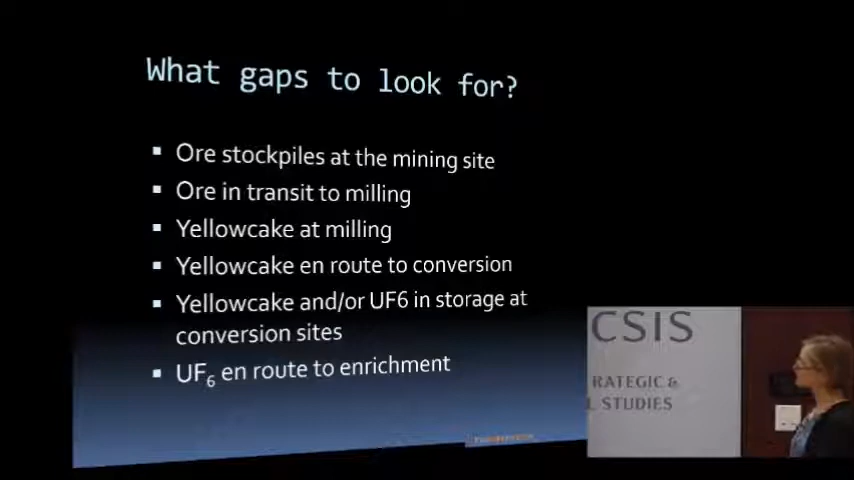 What gaps to look for?
Ore stockpiles at the mining site
Ore in transit to milling
Yellowcake at milling
Yellowcake en route to conversion
Yellowcake and/or UF6 in storage at
conversion sites
UF₆ en route to enrichment
CSIS
RATEGIC &
L STUDIES